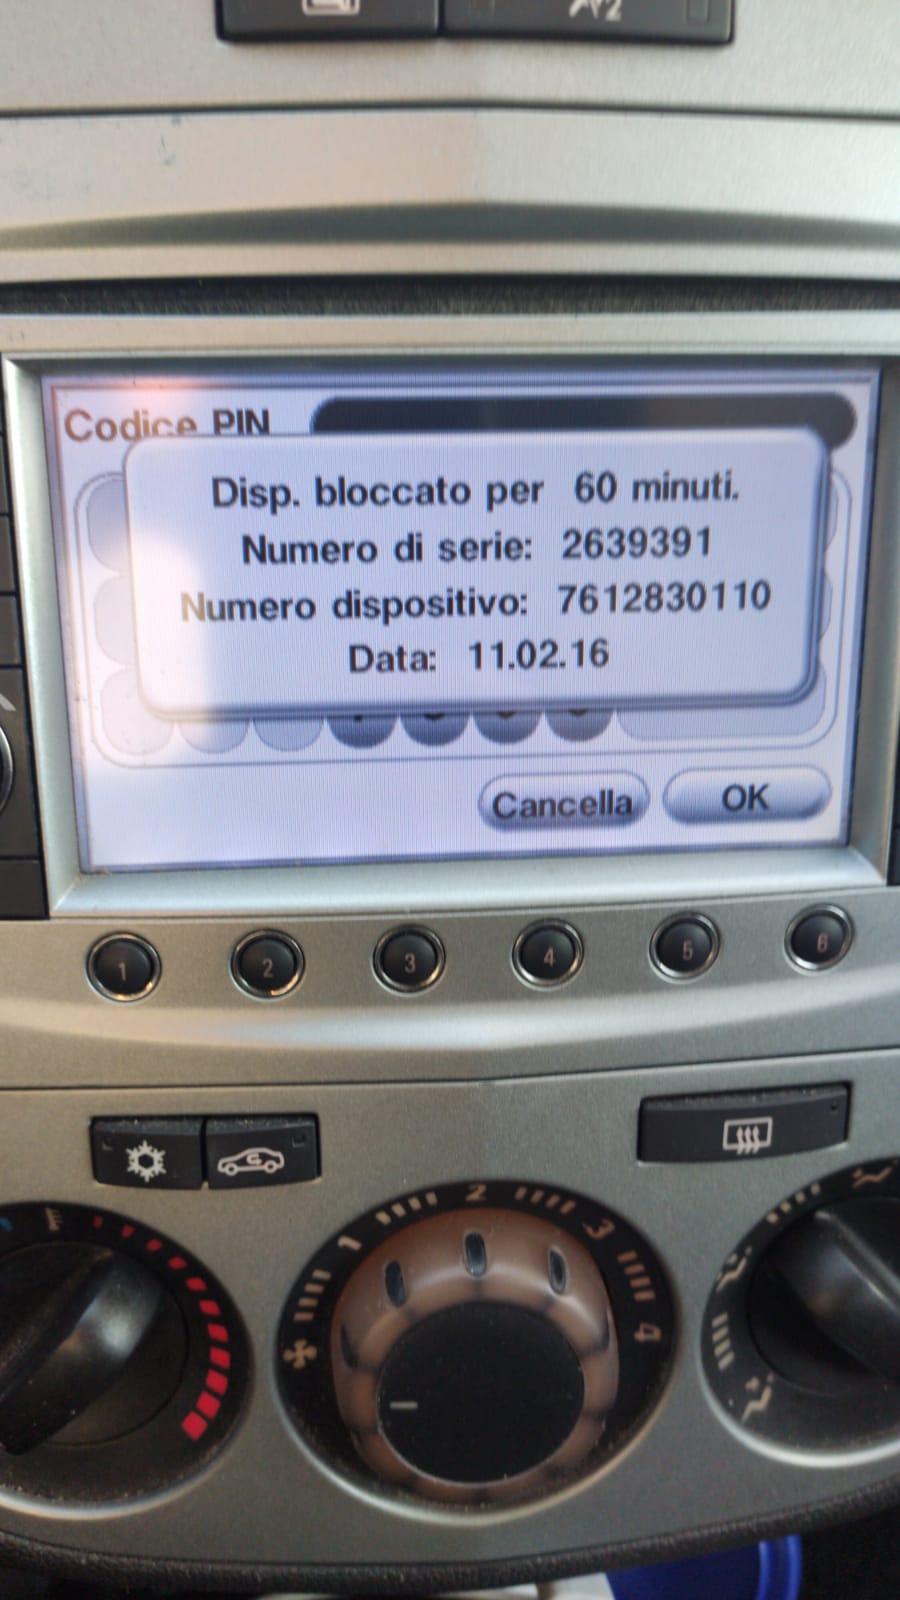 Codice PIN
Disp. bloccato per 60 minuti.
Numero di serie: 2639391
Numero dispositivo: 7612830110
Data: 11.02.16
Cancella OK
1 2 3 4 5 6
1 2 3 4